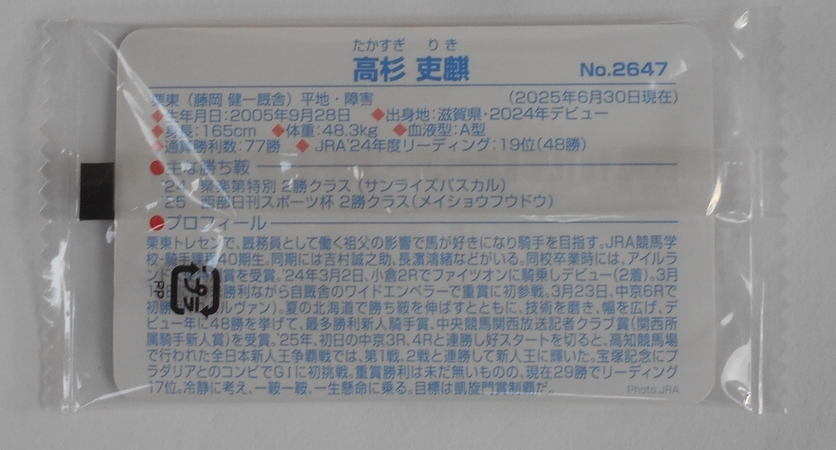 たかすぎ りき
高杉 吏麒 No.2647
栗東（藤岡 健一厩舎）平地・障害 （2025年6月30日現在）
◆生年月日：2005年9月28日 ◆出身地：滋賀県・2024年デビュー
◆身長：165cm ◆体重：48.3kg ◆血液型：A型
◆通算勝利数：77勝 ◆JRA'24年度リーディング：19位(48勝)
●主な勝ち鞍
'24 栗東第特別 2勝クラス（サンライズパスカル）
'25 西部日刊スポーツ杯 2勝クラス（メイショウフウドウ）
●プロフィール
栗東トレセンで、厩務員として働く祖父の影響で馬が好きになり騎手を目指す。JRA競馬学
校・騎手課程40期生。同期には吉村誠之助、長濱鴻緒などがいる。同校卒業時には、アイルラ
ンド 賞を受賞。'24年3月2日、小倉2Rでファイツオンに騎乗しデビュー(2着)。3月
勝利ながら自厩舎のワイドエンペラーで重賞に初参戦。3月23日、中京6Rで
初勝 ルヴァン)。夏の北海道で勝ち鞍を伸ばすとともに、技術を磨き、幅を広げ、デ
ビュー年に48勝を挙げて、最多勝利新人騎手賞、中央競馬関西放送記者クラブ賞(関西所
属騎手新人賞)を受賞。'25年、初日の中京3R、4Rと連勝し好スタートを切ると、高知競馬場
で行われた全日本新人王争覇戦では、第1戦、2戦と連勝して新人王に輝いた。宝塚記念にプ
ラダリアとのコンビでGIに初挑戦。重賞勝利は未だ無いものの、現在29勝でリーディング
17位。冷静に考え、一鞍一鞍、一生懸命に乗る。目標は凱旋門賞制覇だ。 Photo:JRA
プラ
PP